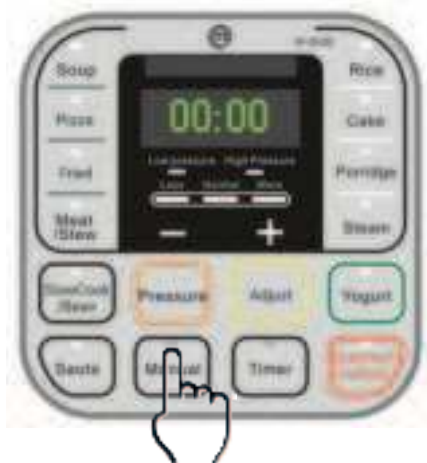 Soup
Rice
00:00
Pizza
Cake
Low pressure High Pressure
Fried
Porridge
Less Normal More
Meat
/Stew
Steam
− +
SlowCook
Pressure
Adjust
Yogurt
Saute
Manual
Timer